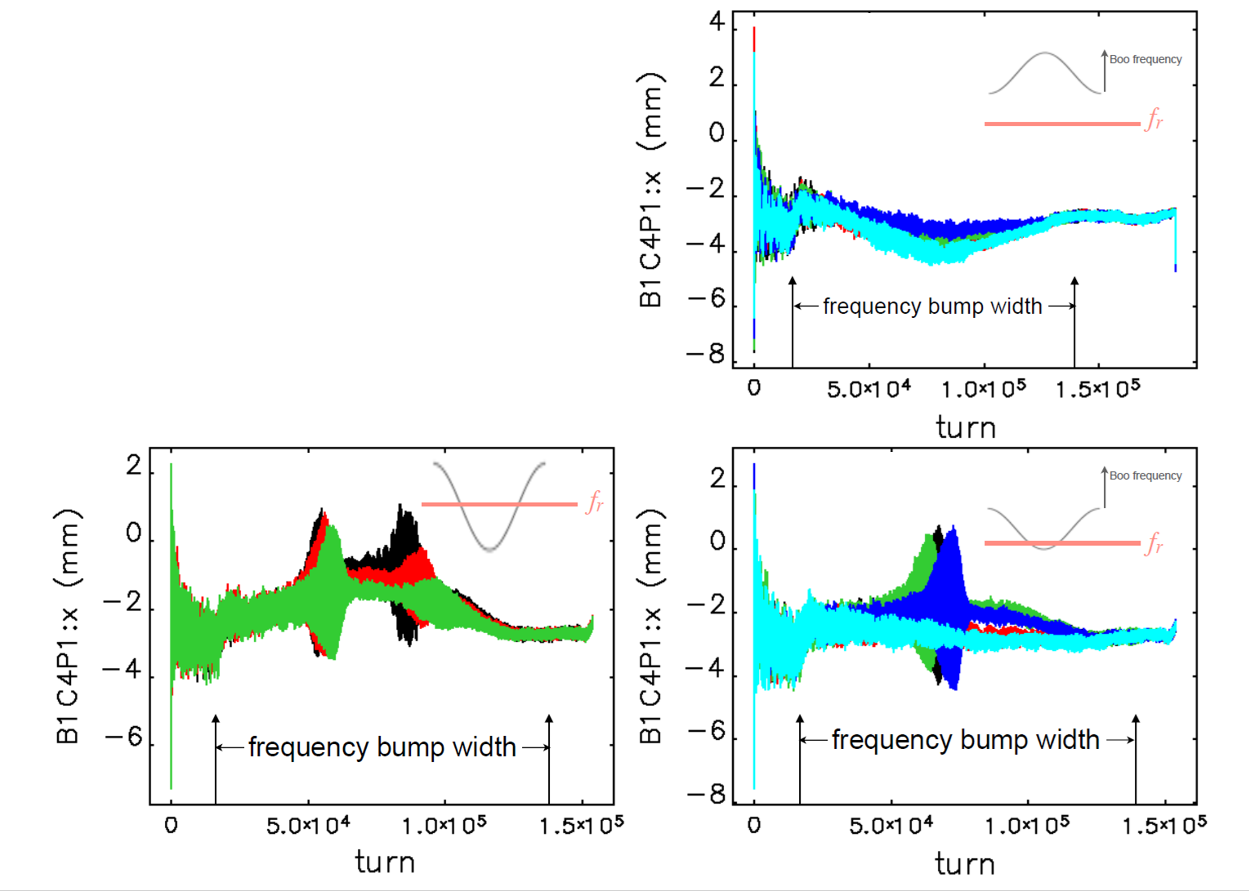 4
2
0
−2
−4
−6
−8
B1C4P1:x (mm)
Boo frequency
fr
frequency bump width
0
5.0×10⁴
1.0×10⁵
1.5×10⁵
turn
2
0
−2
−4
−6
B1C4P1:x (mm)
fr
frequency bump width
0
5.0×10⁴
1.0×10⁵
1.5×10⁵
turn
2
0
−2
−4
−6
−8
B1C4P1:x (mm)
Boo frequency
fr
frequency bump width
0
5.0×10⁴
1.0×10⁵
1.5×10⁵
turn